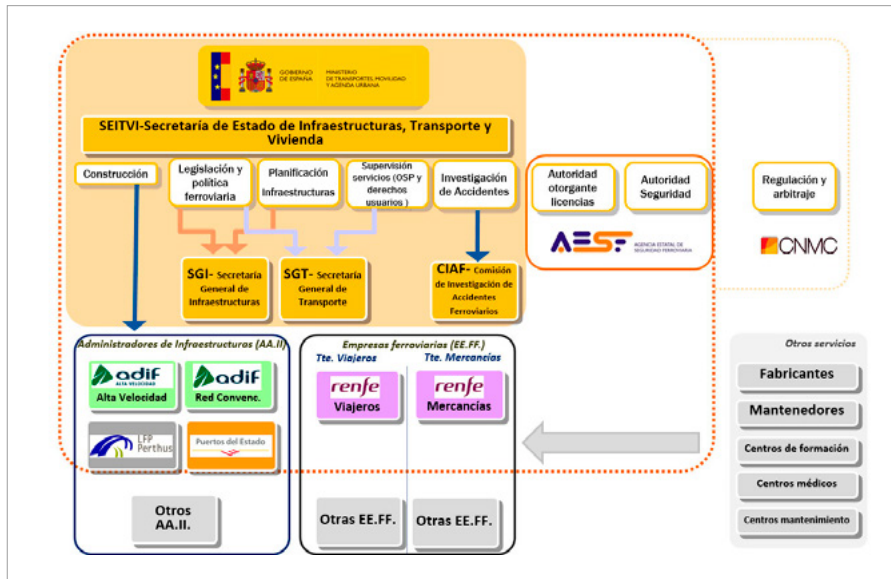 GOBIERNO
DE ESPAÑA
MINISTERIO
DE TRANSPORTES, MOVILIDAD
Y AGENDA URBANA
SEITVI-Secretaría de Estado de Infraestructuras, Transporte y
Vivienda
Construcción
Legislación y
política
ferroviaria
Planificación
Infraestructuras
Supervisión
servicios (OSP y
derechos
usuarios )
Investigación
de Accidentes
Autoridad
otorgante
licencias
Autoridad
Seguridad
Regulación y
arbitraje
AESF
AGENCIA ESTATAL DE
SEGURIDAD FERROVIARIA
CNMC
SGI- Secretaría
General de
Infraestructuras
SGT- Secretaría
General de
Transporte
CIAF- Comisión
de Investigación de
Accidentes
Ferroviarios
Administradores de Infraestructuras (AA.II)
adif
ALTA VELOCIDAD
Alta Velocidad
adif
Red Convenc.
LFP
Perthus
Puertos del Estado
Otros
AA.II.
Empresas ferroviarias (EE.FF.)
Tte. Viajeros
Tte. Mercancías
renfe
Viajeros
renfe
Mercancías
Otras EE.FF.
Otras EE.FF.
Otros servicios
Fabricantes
Mantenedores
Centros de formación
Centros médicos
Centros mantenimiento